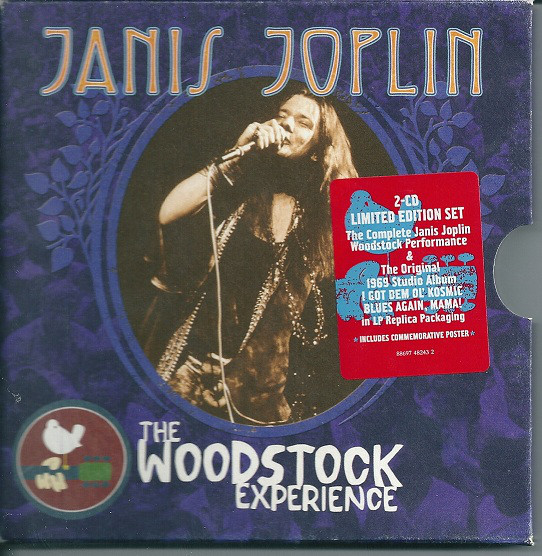 JANIS JOPLIN
2-CD
LIMITED EDITION SET
The Complete Janis Joplin
Woodstock Performance
&
The Original
1969 Studio Album
I GOT DEM OL' KOSMIC
BLUES AGAIN, MAMA!
in LP Replica Packaging
★ INCLUDES COMMEMORATIVE POSTER ★
88697 48243 2
THE
WOODSTOCK
EXPERIENCE